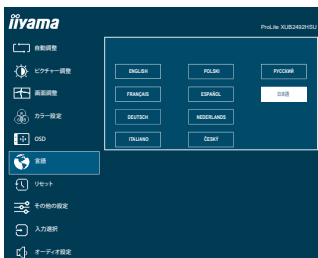 iiyama
ProLite XUB2492HSU
自動調整
ピクチャー調整
画面調整
カラー設定
OSD
言語
リセット
その他の設定
入力選択
オーディオ設定
ENGLISH
POLSKI
РУССКИЙ
FRANÇAIS
ESPAÑOL
日本語
DEUTSCH
NEDERLANDS
ITALIANO
ČESKÝ